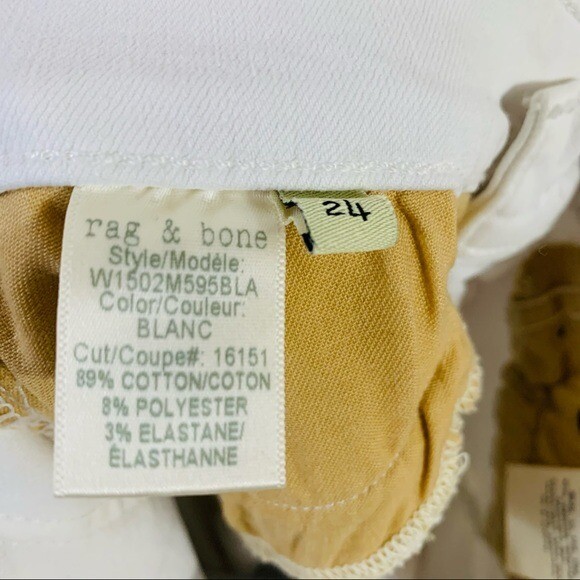 rag & bone
Style/Modéle:
W1502M595BLA
Color/Couleur:
BLANC
Cut/Coupe#: 16151
89% COTTON/COTON
8% POLYESTER
3% ELASTANE/
ÉLASTHANNE
24